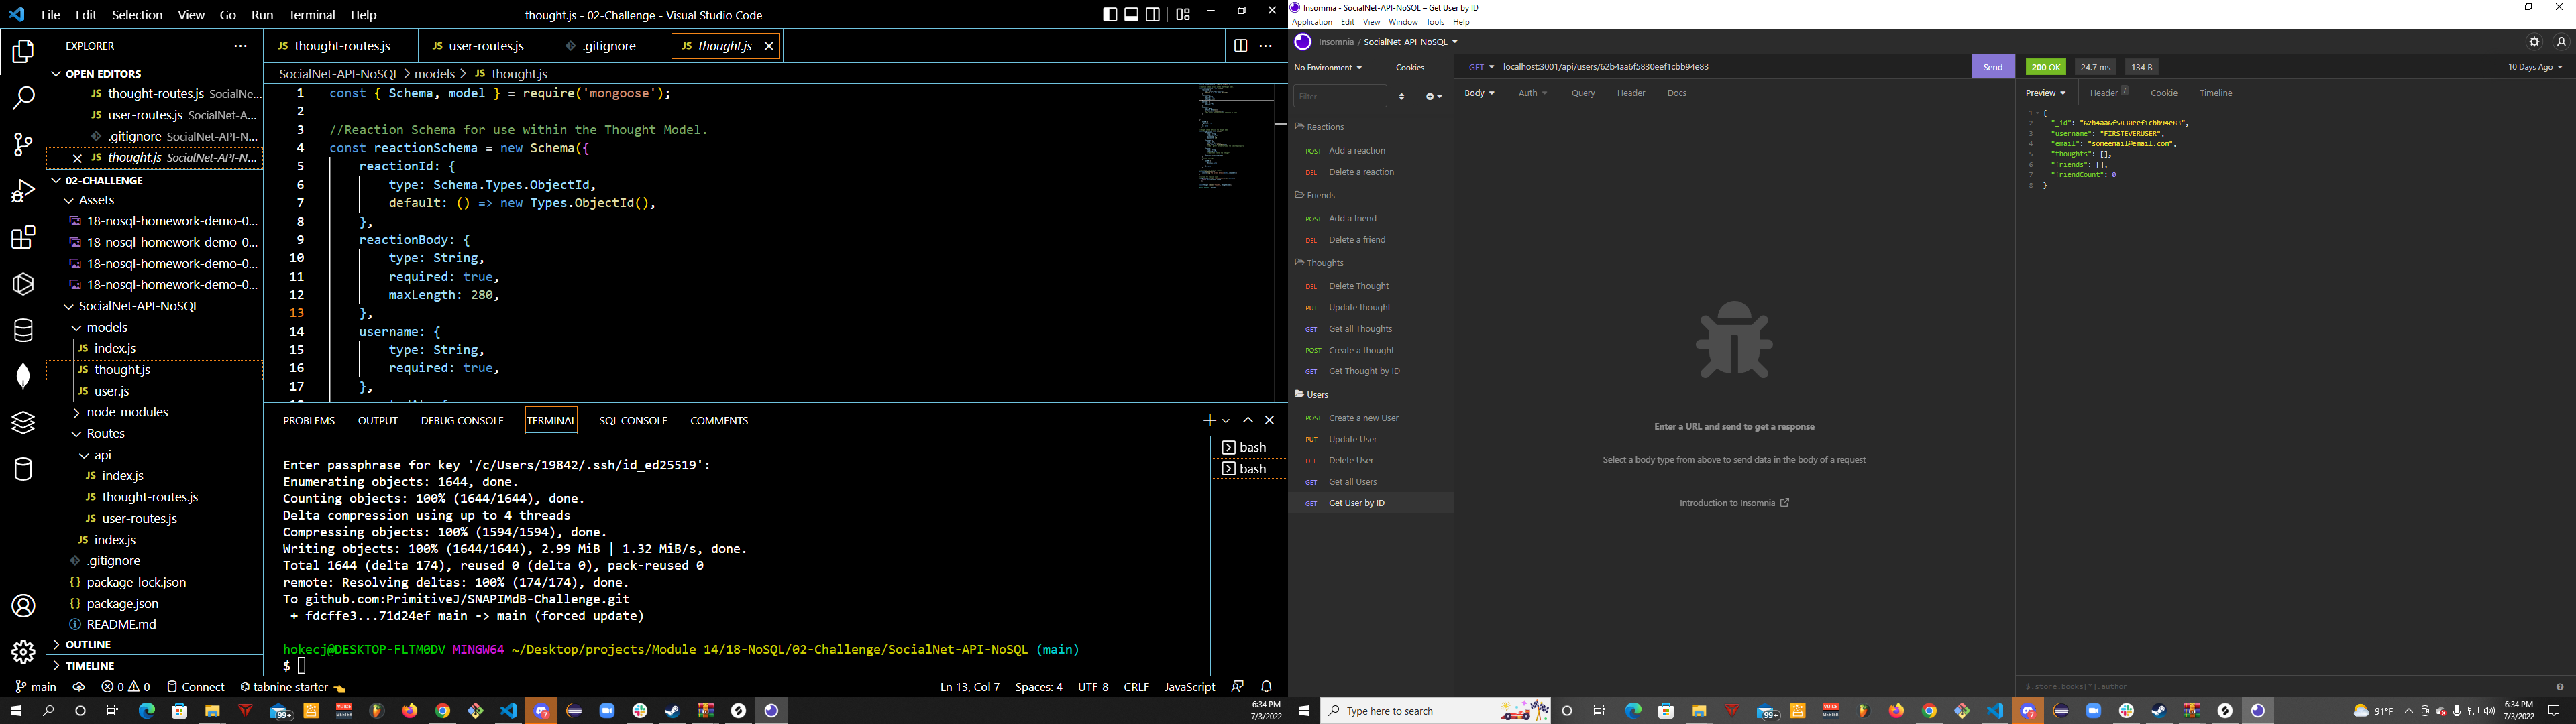 File Edit Selection View Go Run Terminal Help
thought.js - 02-Challenge - Visual Studio Code
EXPLORER
OPEN EDITORS
JS thought-routes.js SocialNe...
JS user-routes.js SocialNet-A...
.gitignore SocialNet-API-N...
JS thought.js SocialNet-API-N...
02-CHALLENGE
Assets
18-nosql-homework-demo-0...
18-nosql-homework-demo-0...
18-nosql-homework-demo-0...
18-nosql-homework-demo-0...
SocialNet-API-NoSQL
models
JS index.js
JS thought.js
JS user.js
node_modules
Routes
api
JS index.js
JS thought-routes.js
JS user-routes.js
JS index.js
.gitignore
{} package-lock.json
{} package.json
README.md
OUTLINE
TIMELINE
JS thought-routes.js
JS user-routes.js
.gitignore
JS thought.js
SocialNet-API-NoSQL > models > JS thought.js
1 const { Schema, model } = require('mongoose');
2
3 //Reaction Schema for use within the Thought Model.
4 const reactionSchema = new Schema({
5 reactionId: {
6 type: Schema.Types.ObjectId,
7 default: () => new Types.ObjectId(),
8 },
9 reactionBody: {
10 type: String,
11 required: true,
12 maxLength: 280,
13 },
14 username: {
15 type: String,
16 required: true,
17 },
PROBLEMS OUTPUT DEBUG CONSOLE TERMINAL SQL CONSOLE COMMENTS
bash
bash
Enter passphrase for key '/c/Users/19842/.ssh/id_ed25519':
Enumerating objects: 1644, done.
Counting objects: 100% (1644/1644), done.
Delta compression using up to 4 threads
Compressing objects: 100% (1594/1594), done.
Writing objects: 100% (1644/1644), 2.99 MiB | 1.32 MiB/s, done.
Total 1644 (delta 174), reused 0 (delta 0), pack-reused 0
remote: Resolving deltas: 100% (174/174), done.
To github.com:PrimitiveJ/SNAPIMdB-Challenge.git
+ fdcffe3...71d24ef main -> main (forced update)
hokecj@DESKTOP-FLTM0DV MINGW64 ~/Desktop/projects/Module 14/18-NoSQL/02-Challenge/SocialNet-API-NoSQL (main)
$
main 0 0 Connect tabnine starter
Ln 13, Col 7 Spaces: 4 UTF-8 CRLF JavaScript
99+
6:34 PM
7/3/2022
Insomnia - SocialNet-API-NoSQL – Get User by ID
Application Edit View Window Tools Help
Insomnia / SocialNet-API-NoSQL
No Environment Cookies
Filter
Reactions
POST Add a reaction
DEL Delete a reaction
Friends
POST Add a friend
DEL Delete a friend
Thoughts
DEL Delete Thought
PUT Update thought
GET Get all Thoughts
POST Create a thought
GET Get Thought by ID
Users
POST Create a new User
PUT Update User
DEL Delete User
GET Get all Users
GET Get User by ID
GET localhost:3001/api/users/62b4aa6f5830eef1cbb94e83 Send
Body Auth Query Header Docs
Enter a URL and send to get a response
Select a body type from above to send data in the body of a request
Introduction to Insomnia
200 OK 24.7 ms 134 B 10 Days Ago
Preview Header 7 Cookie Timeline
1 {
2 "_id": "62b4aa6f5830eef1cbb94e83",
3 "username": "FIRSTEVERUSER",
4 "email": "someemail@email.com",
5 "thoughts": [],
6 "friends": [],
7 "friendCount": 0
8 }
$.store.books[*].author
Type here to search
99+
91°F
6:34 PM
7/3/2022